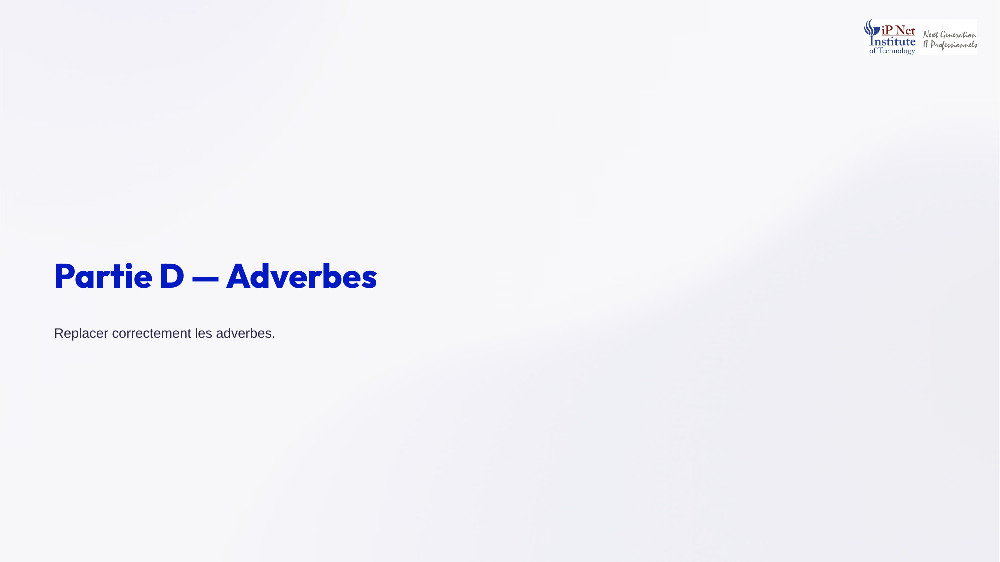 iP Net
Institute
of Technology
Next Generation
IT Professionnels
Partie D — Adverbes
Replacer correctement les adverbes.